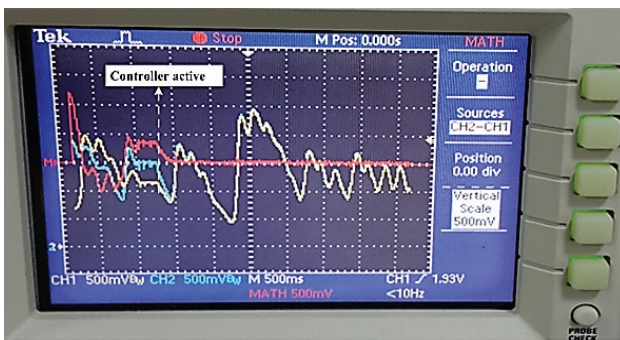 Tek Stop M Pos: 0.000s MATH
Operation
−
Controller active
Sources
CH2-CH1
Position
0.00 div
M
Vertical
Scale
500mV
2
CH1 500mVBW CH2 500mVBW M 500ms CH1 1.93V
MATH 500mV <10Hz
PROBE
CHECK